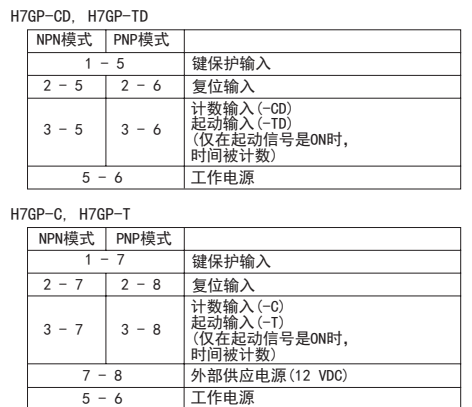 H7GP-CD, H7GP-TD
NPN模式 PNP模式
1 - 5 键保护输入
2 - 5 2 - 6 复位输入
3 - 5 3 - 6 计数输入(-CD)
起动输入(-TD)
(仅在起动信号是ON时,
时间被计数)
5 - 6 工作电源
H7GP-C, H7GP-T
NPN模式 PNP模式
1 - 7 键保护输入
2 - 7 2 - 8 复位输入
3 - 7 3 - 8 计数输入(-C)
起动输入(-T)
(仅在起动信号是ON时,
时间被计数)
7 - 8 外部供应电源(12 VDC)
5 - 6 工作电源